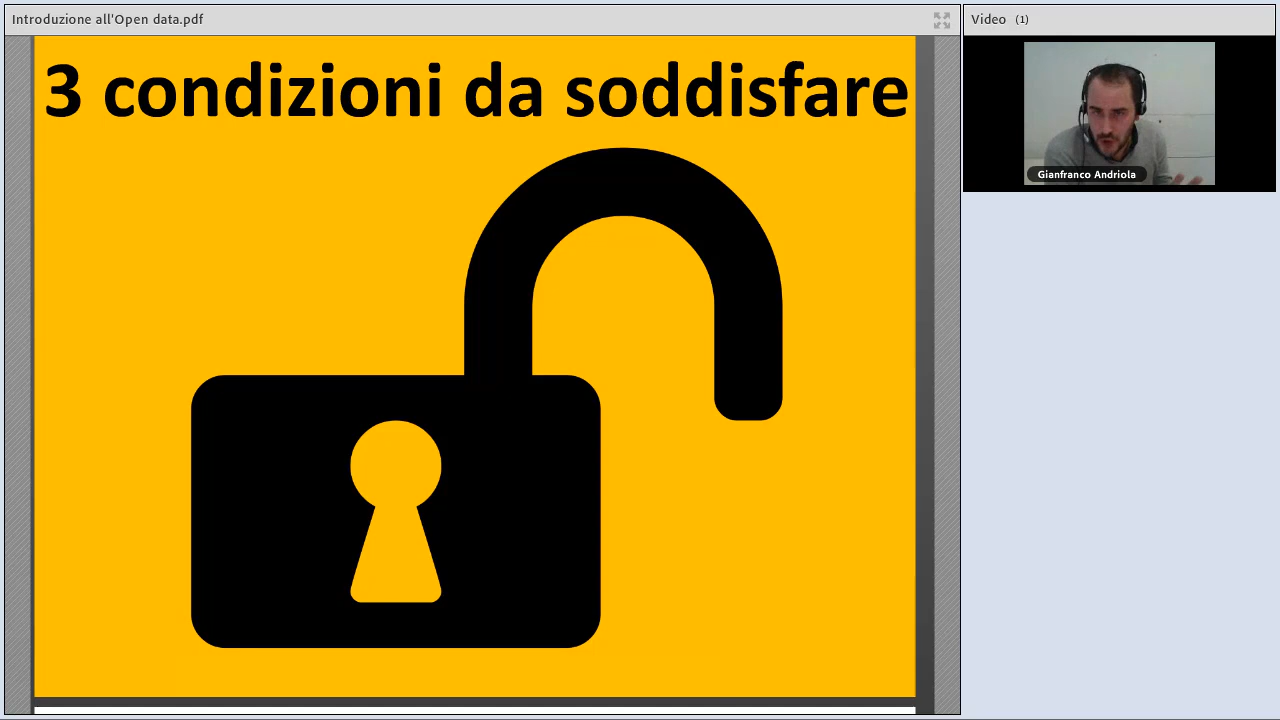 Introduzione all'Open data.pdf
Video (1)
3 condizioni da soddisfare
Gianfranco Andriola